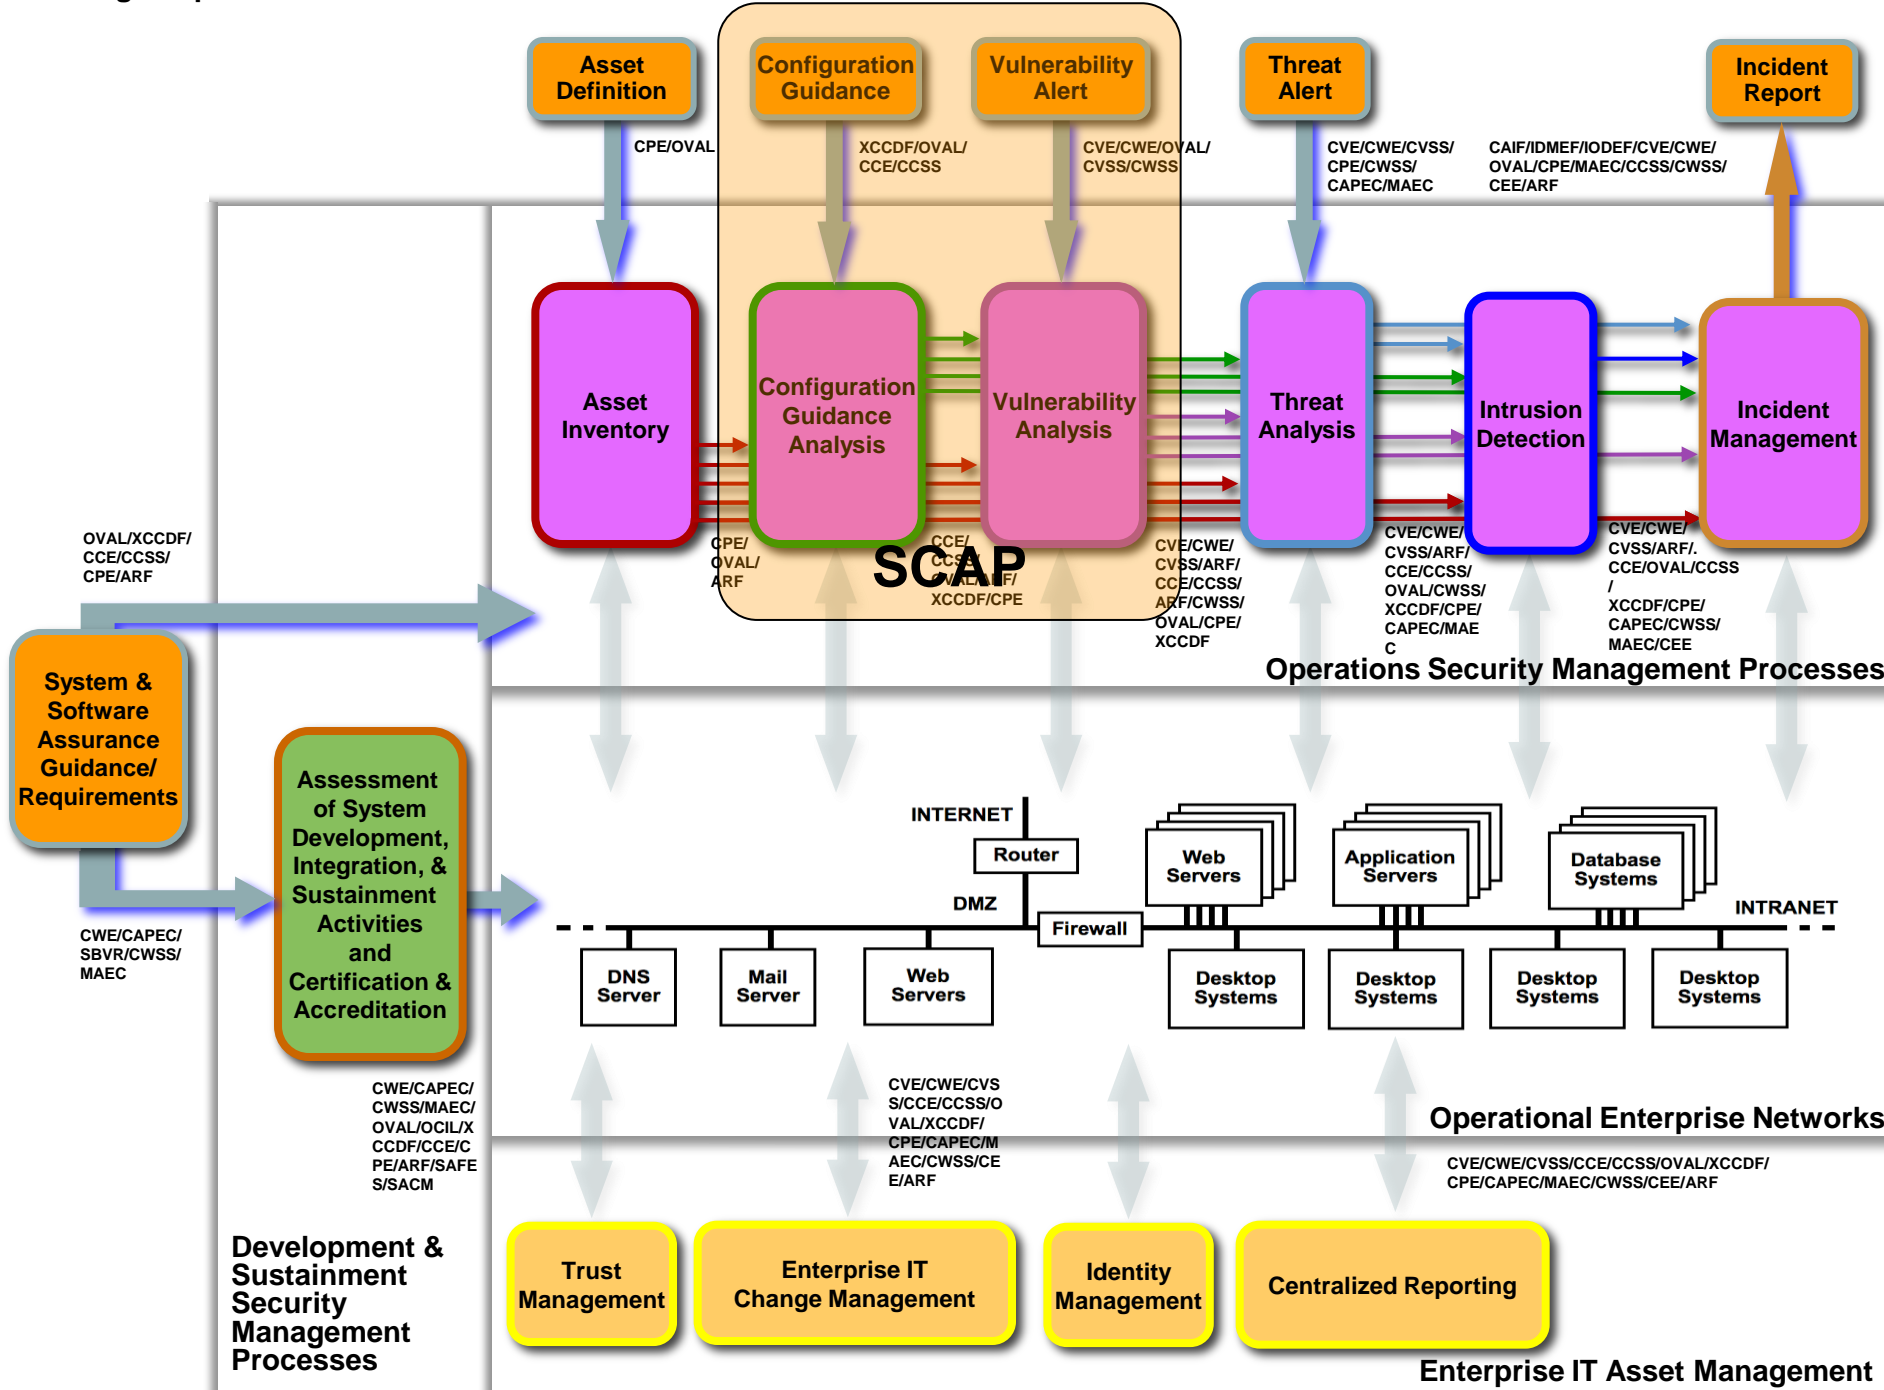 Asset
Definition
Configuration
Guidance
Vulnerability
Alert
Threat
Alert
Incident
Report
CPE/OVAL
XCCDF/OVAL/
CCE/CCSS
CVE/CWE/OVAL/
CVSS/CWSS
CVE/CWE/CVSS/
CPE/CWSS/
CAPEC/MAEC
CAIF/IDMEF/IODEF/CVE/CWE/
OVAL/CPE/MAEC/CCSS/CWSS/
CEE/ARF
Asset
Inventory
Configuration
Guidance
Analysis
Vulnerability
Analysis
Threat
Analysis
Intrusion
Detection
Incident
Management
CPE/
OVAL/
ARF
CCE/
CCSS/
OVAL/ARF/
XCCDF/CPE
SCAP
CVE/CWE/
CVSS/ARF/
CCE/CCSS/
ARF/CWSS/
OVAL/CPE/
XCCDF
CVE/CWE/
CVSS/ARF/
CCE/CCSS/
OVAL/CWSS/
XCCDF/CPE/
CAPEC/MAE
C
CVE/CWE/
CVSS/ARF/.
CCE/OVAL/CCSS
/
XCCDF/CPE/
CAPEC/CWSS/
MAEC/CEE
Operations Security Management Processes
OVAL/XCCDF/
CCE/CCSS/
CPE/ARF
System &
Software
Assurance
Guidance/
Requirements
CWE/CAPEC/
SBVR/CWSS/
MAEC
Assessment
of System
Development,
Integration, &
Sustainment
Activities
and
Certification &
Accreditation
CWE/CAPEC/
CWSS/MAEC/
OVAL/OCIL/X
CCDF/CCE/C
PE/ARF/SAFE
S/SACM
Development &
Sustainment
Security
Management
Processes
INTERNET
Router
DMZ
Firewall
Web
Servers
Application
Servers
Database
Systems
INTRANET
DNS
Server
Mail
Server
Web
Servers
Desktop
Systems
Desktop
Systems
Desktop
Systems
Desktop
Systems
CVE/CWE/CVS
S/CCE/CCSS/O
VAL/XCCDF/
CPE/CAPEC/M
AEC/CWSS/CE
E/ARF
Operational Enterprise Networks
CVE/CWE/CVSS/CCE/CCSS/OVAL/XCCDF/
CPE/CAPEC/MAEC/CWSS/CEE/ARF
Trust
Management
Enterprise IT
Change Management
Identity
Management
Centralized Reporting
Enterprise IT Asset Management